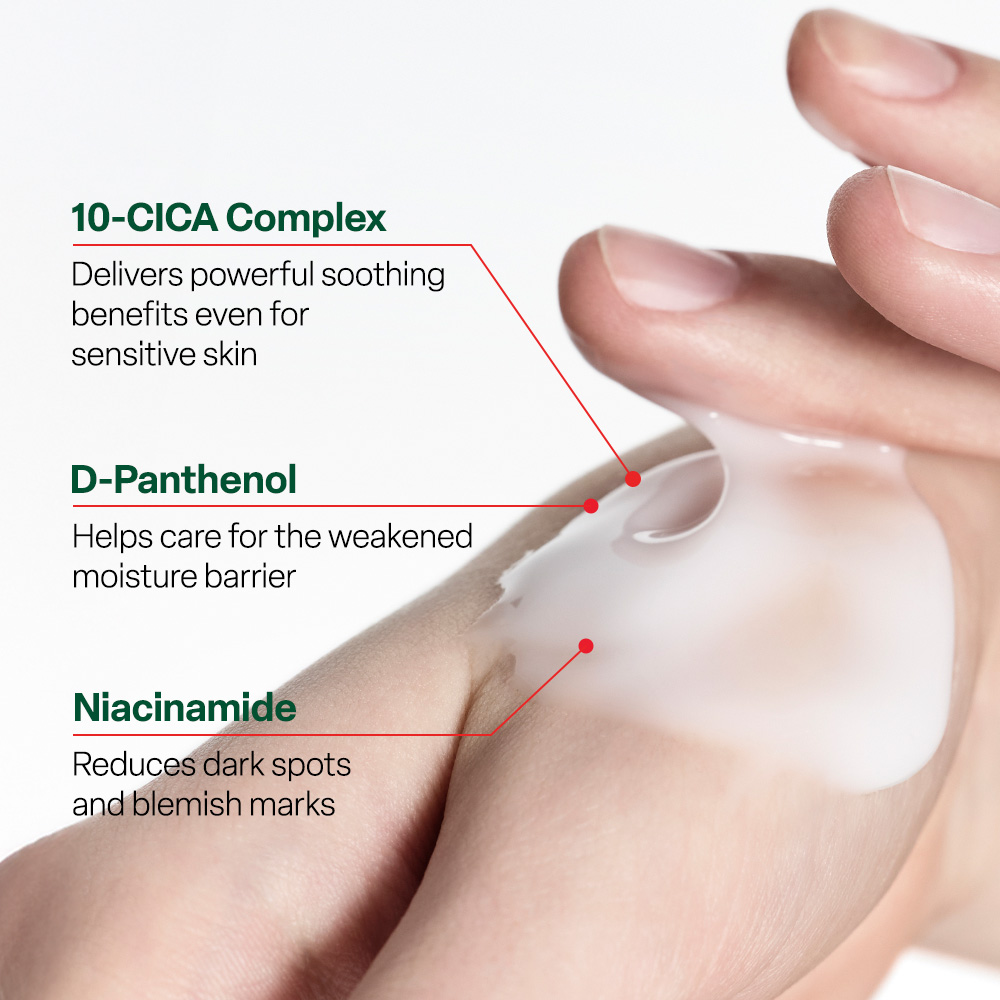 10-CICA Complex
Delivers powerful soothing
benefits even for
sensitive skin
D-Panthenol
Helps care for the weakened
moisture barrier
Niacinamide
Reduces dark spots
and blemish marks